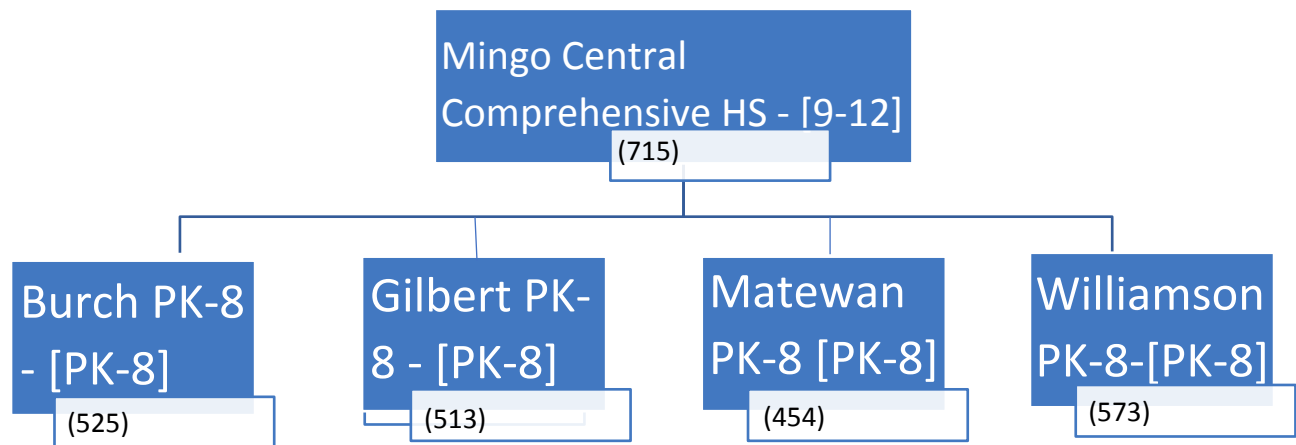 Mingo Central
Comprehensive HS - [9-12]
(715)
Burch PK-8
- [PK-8]
(525)
Gilbert PK-
8 - [PK-8]
(513)
Matewan
PK-8 [PK-8]
(454)
Williamson
PK-8-[PK-8]
(573)